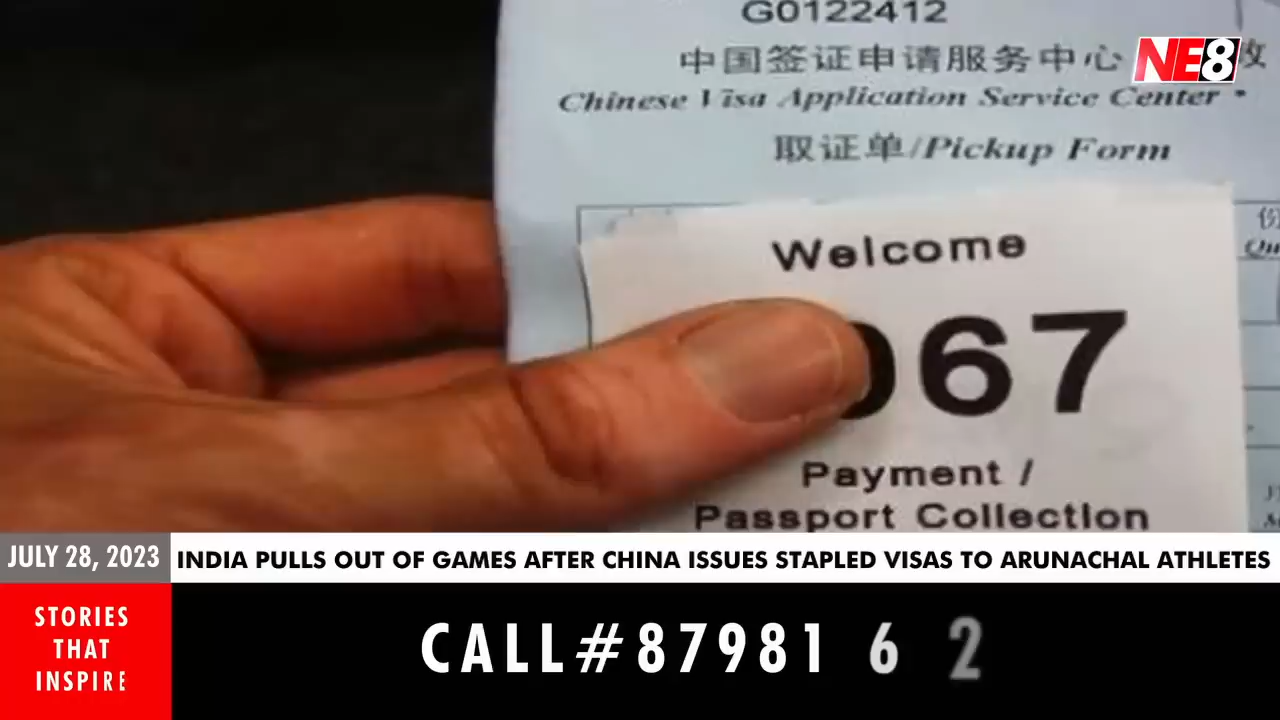 G0122412
中国签证申请服务中心
NE8
Chinese Visa Application Service Center *
取证单/Pickup Form
Welcome
67
Payment /
Passport Collection
JULY 28, 2023
INDIA PULLS OUT OF GAMES AFTER CHINA ISSUES STAPLED VISAS TO ARUNACHAL ATHLETES
STORIES
THAT
INSPIRE
CALL#87981 6 2